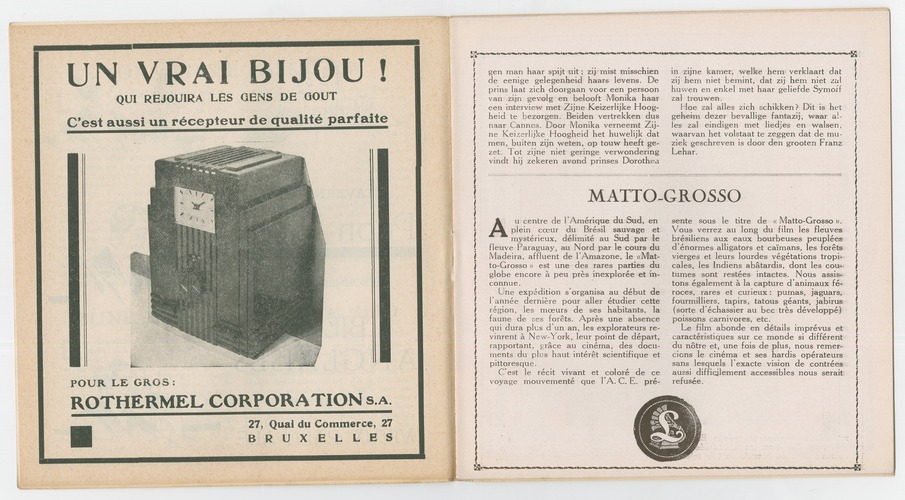 UN VRAI BIJOU !
QUI REJOUIRA LES GENS DE GOUT
C'est aussi un récepteur de qualité parfaite
POUR LE GROS :
ROTHERMEL CORPORATION S.A.
27, Quai du Commerce, 27
BRUXELLES
gen man haar spijt uit ; zij mist misschien
de eenige gelegenheid haars levens. De
prins laat zich doorgaan voor een persoon
van zijn gevolg en belooft Monika haar
een interview met Zijne Keizerlijke Hoog-
heid te bezorgen. Beiden vertrekken dus
naar Cannes. Door Monika verneemt Zij-
ne Keizerlijke Hoogheid het huwelijk dat
men, buiten zijn weten, op touw heeft ge-
zet. Tot zijne niet geringe verwondering
vindt hij zekeren avond prinses Dorothea
in zijne kamer, welke hem verklaart dat
zij hem niet bemint, dat zij hem niet zal
huwen en enkel met haar geliefde Symoff
zal trouwen.
Hoe zal alles zich schikken? Dit is het
geheim dezer bevallige fantazij, waar al-
les zal eindigen met liedjes en walsen,
waarvan het volstaat te zeggen dat de mu-
ziek geschreven is door den grooten Franz
Lehar.
MATTO-GROSSO
Au centre de l'Amérique du Sud, en
plein cœur du Brésil sauvage et
mystérieux, délimité au Sud par le
fleuve Paraguay, au Nord par le cours du
Madeira, affluent de l'Amazone, le «Mat-
to-Grosso » est une des rares parties du
globe encore à peu près inexplorée et in-
connue.
Une expédition s'organisa au début de
l'année dernière pour aller étudier cette
région, les mœurs de ses habitants, la
faune de ses forêts. Après une absence
qui dura plus d'un an, les explorateurs re-
vinrent à New-York, leur point de départ,
rapportant, grâce au cinéma, des docu-
ments du plus haut intérêt scientifique et
pittoresque.
C'est le récit vivant et coloré de ce
voyage mouvementé que l'A. C. E. pré-
sente sous le titre de « Matto-Grosso ».
Vous verrez au long du film les fleuves
brésiliens aux eaux bourbeuses peuplées
d'énormes alligators et caïmans, les forêts
vierges et leurs lourdes végétations tropi-
cales, les Indiens abâtardis, dont les cou-
tumes sont restées intactes. Nous assis-
tons également à la capture d'animaux fé-
roces, rares et curieux : pumas, jaguars,
fourmilliers, tapirs, tatous géants, jabirus
(sorte d'échassier au bec très développé)
poissons carnivores, etc.
Le film abonde en détails imprévus et
caractéristiques sur ce monde si différent
du nôtre et, une fois de plus, nous remer-
cions le cinéma et ses hardis opérateurs
sans lesquels l'exacte vision de contrées
aussi difficilement accessibles nous serait
refusée.